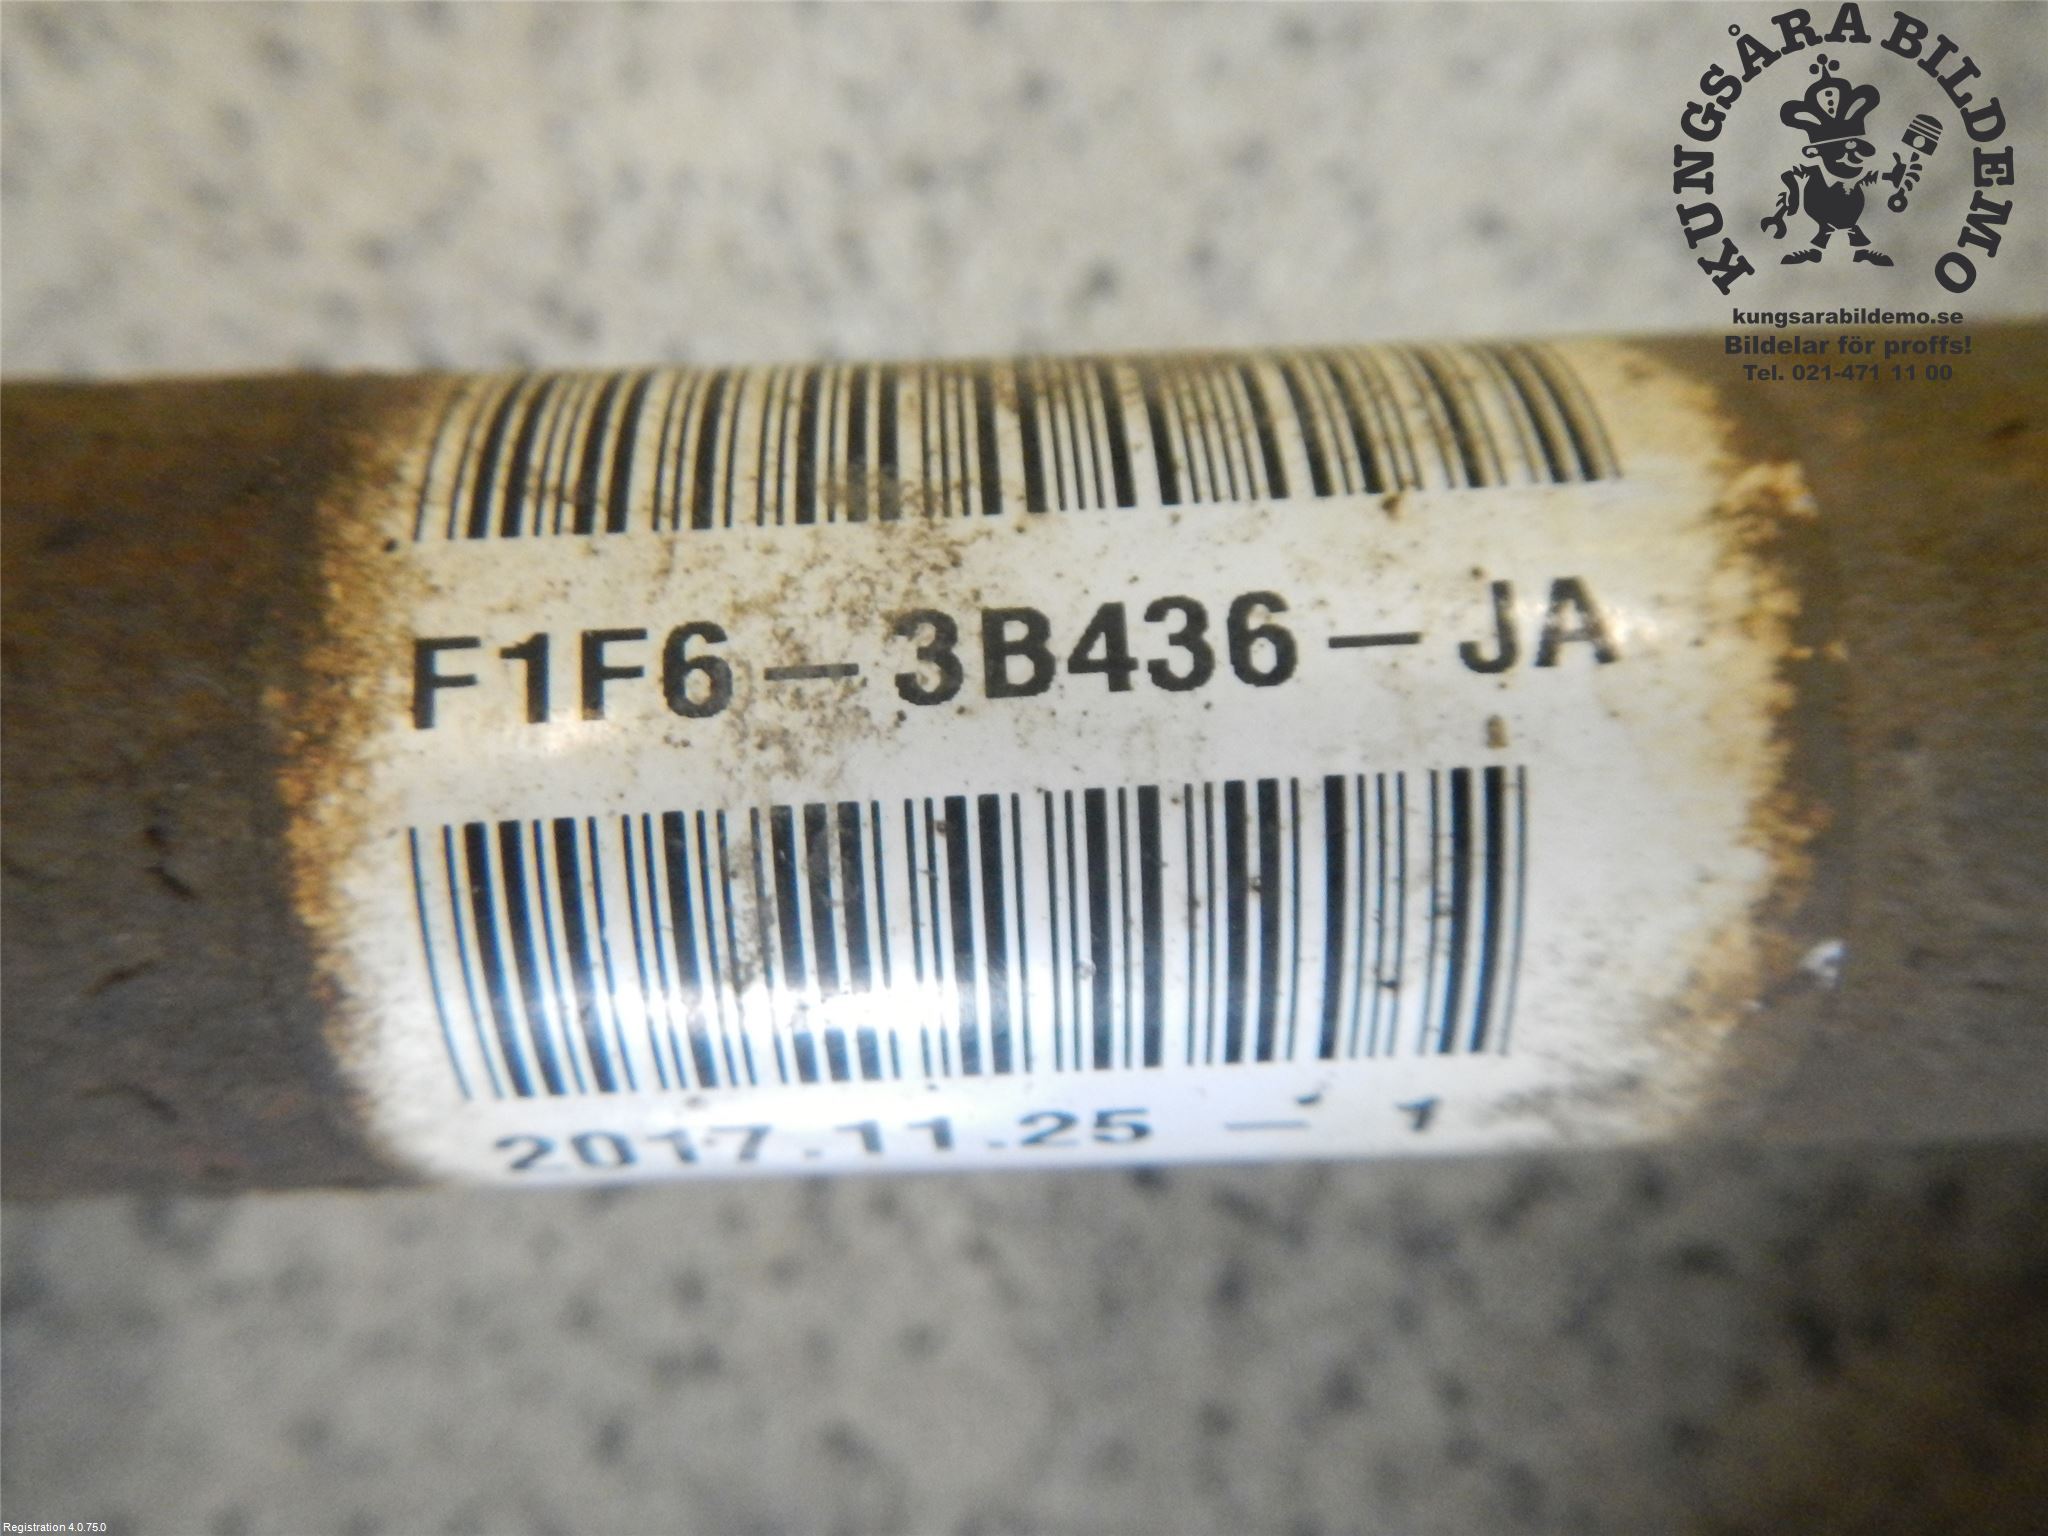 KUNGSÅRA BILDEMO
kungsarabildemo.se
Bildelar för proffs!
Tel. 021-471 11 00
F1F6-3B436-JA
2017.11.25 - 1
Registration 4.0.75.0